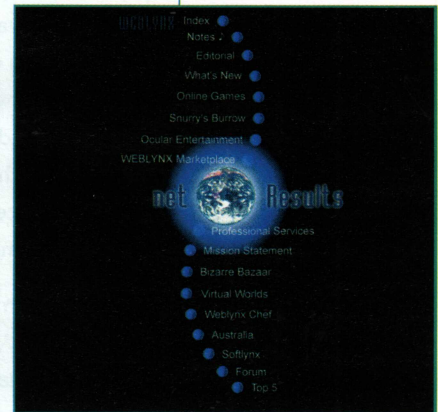 WEBLYNX
Index
Notes ♪
Editorial
What's New
Online Games
Snurry's Burrow
Ocular Entertainment
WEBLYNX Marketplace
net Results
Professional Services
Mission Statement
Bizarre Bazaar
Virtual Worlds
Weblynx Chef
Australia
Softlynx
Forum
Top 5